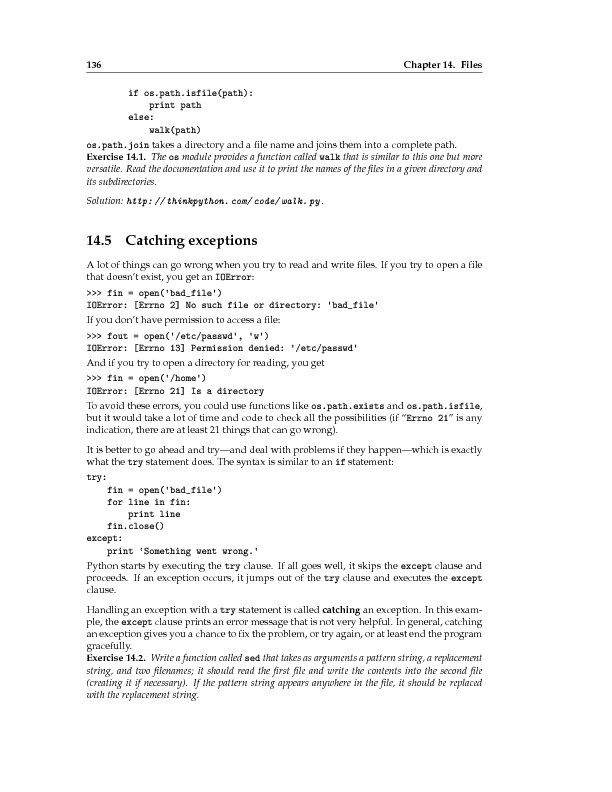 136 Chapter 14. Files
if os.path.isfile(path):
print path
else:
walk(path)
os.path.join takes a directory and a file name and joins them into a complete path.
Exercise 14.1. The os module provides a function called walk that is similar to this one but more
versatile. Read the documentation and use it to print the names of the files in a given directory and
its subdirectories.
Solution: http://thinkpython.com/code/walk.py.
14.5 Catching exceptions
A lot of things can go wrong when you try to read and write files. If you try to open a file
that doesn't exist, you get an IOError:
>>> fin = open('bad_file')
IOError: [Errno 2] No such file or directory: 'bad_file'
If you don't have permission to access a file:
>>> fout = open('/etc/passwd', 'w')
IOError: [Errno 13] Permission denied: '/etc/passwd'
And if you try to open a directory for reading, you get
>>> fin = open('/home')
IOError: [Errno 21] Is a directory
To avoid these errors, you could use functions like os.path.exists and os.path.isfile,
but it would take a lot of time and code to check all the possibilities (if "Errno 21" is any
indication, there are at least 21 things that can go wrong).
It is better to go ahead and try—and deal with problems if they happen—which is exactly
what the try statement does. The syntax is similar to an if statement:
try:
fin = open('bad_file')
for line in fin:
print line
fin.close()
except:
print 'Something went wrong.'
Python starts by executing the try clause. If all goes well, it skips the except clause and
proceeds. If an exception occurs, it jumps out of the try clause and executes the except
clause.
Handling an exception with a try statement is called catching an exception. In this exam-
ple, the except clause prints an error message that is not very helpful. In general, catching
an exception gives you a chance to fix the problem, or try again, or at least end the program
gracefully.
Exercise 14.2. Write a function called sed that takes as arguments a pattern string, a replacement
string, and two filenames; it should read the first file and write the contents into the second file
(creating it if necessary). If the pattern string appears anywhere in the file, it should be replaced
with the replacement string.